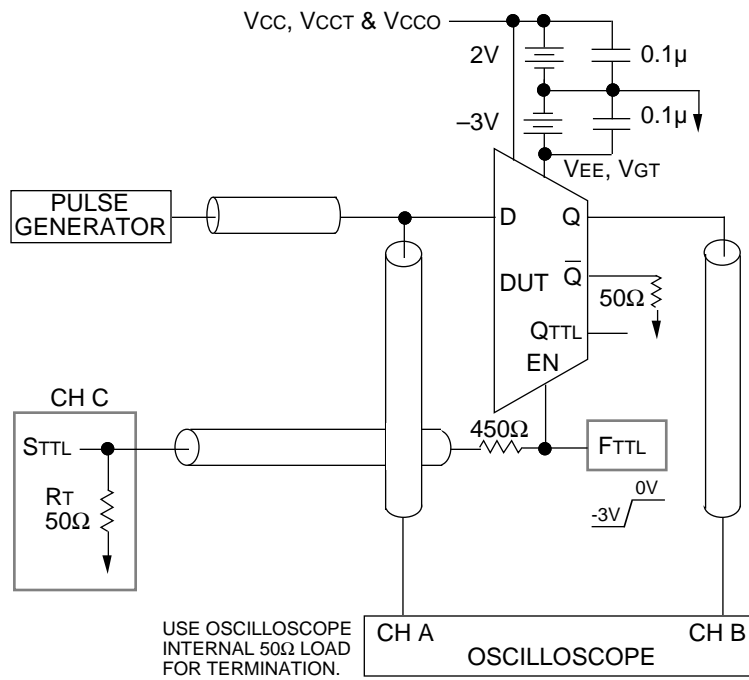 VCC, VCCT & VCCO
2V
0.1µ
–3V
0.1µ
VEE, VGT
PULSE
GENERATOR
D
Q
DUT
Q̅
50Ω
QTTL
EN
CH C
STTL
450Ω
FTTL
RT
50Ω
0V
-3V
USE OSCILLOSCOPE
INTERNAL 50Ω LOAD
FOR TERMINATION.
CH A
CH B
OSCILLOSCOPE